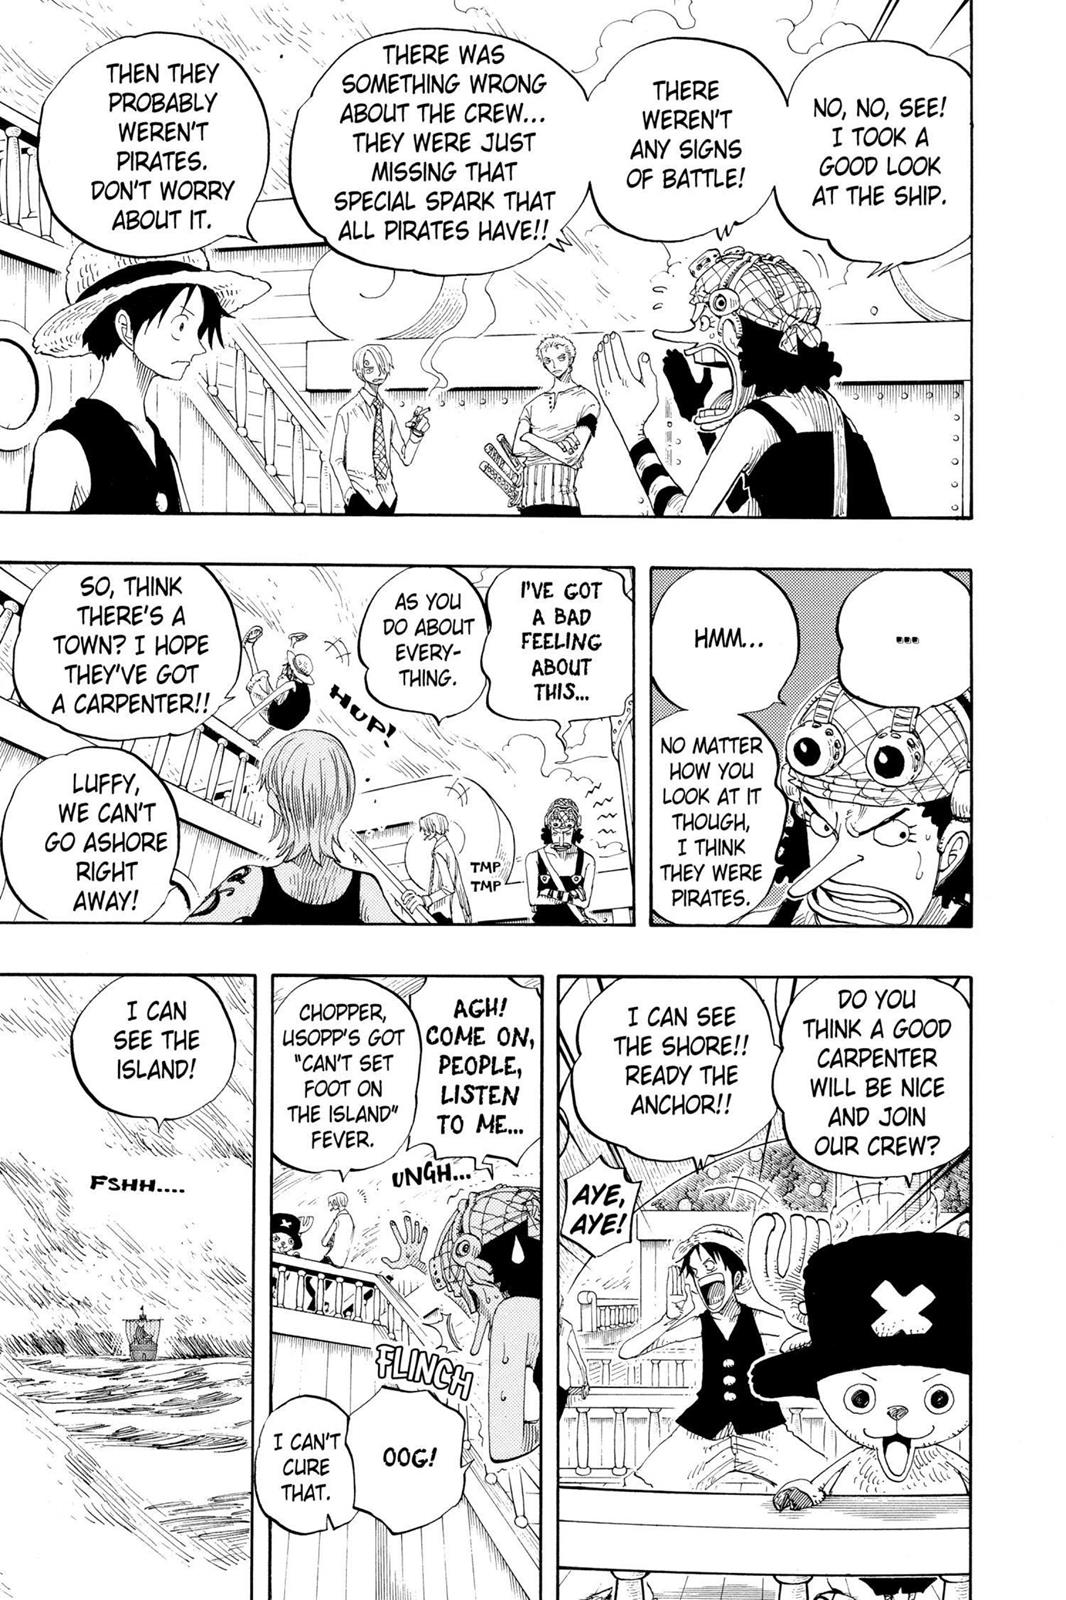 NO, NO, SEE!
I TOOK A
GOOD LOOK
AT THE SHIP.
THERE
WEREN'T
ANY SIGNS
OF BATTLE!
THERE WAS
SOMETHING WRONG
ABOUT THE CREW...
THEY WERE JUST
MISSING THAT
SPECIAL SPARK THAT
ALL PIRATES HAVE!!
THEN THEY
PROBABLY
WEREN'T
PIRATES.
DON'T WORRY
ABOUT IT.
...
HMM...
NO MATTER
HOW YOU
LOOK AT IT
THOUGH,
I THINK
THEY WERE
PIRATES.
I'VE GOT
A BAD
FEELING
ABOUT
THIS...
AS YOU
DO ABOUT
EVERY-
THING.
TMP
TMP
HUP!
SO, THINK
THERE'S A
TOWN? I HOPE
THEY'VE GOT
A CARPENTER!!
LUFFY,
WE CAN'T
GO ASHORE
RIGHT
AWAY!
DO YOU
THINK A GOOD
CARPENTER
WILL BE NICE
AND JOIN
OUR CREW?
I CAN SEE
THE SHORE!!
READY THE
ANCHOR!!
AYE,
AYE!
AGH!
COME ON,
PEOPLE,
LISTEN
TO ME...
UNGH...
CHOPPER,
USOPP'S GOT
"CAN'T SET
FOOT ON
THE ISLAND"
FEVER.
FLINCH
OOG!
I CAN'T
CURE
THAT.
I CAN
SEE THE
ISLAND!
FSHH....